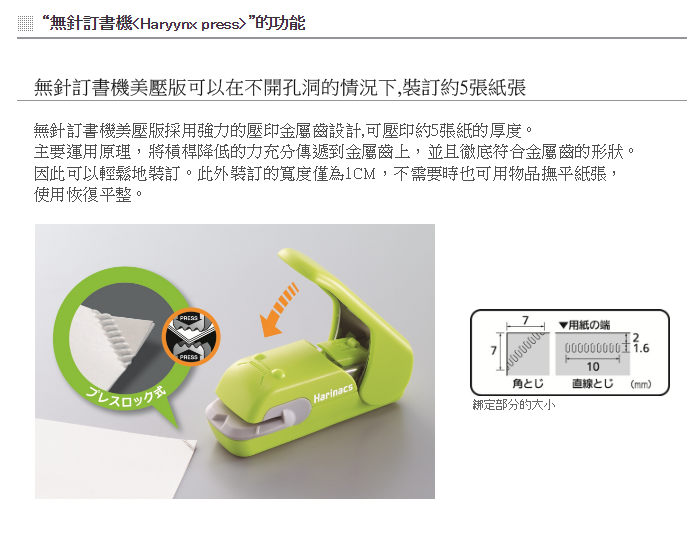 “無針訂書機<Haryynx press>”的功能
無針訂書機美壓版可以在不開孔洞的情況下,裝訂約5張紙張
無針訂書機美壓版採用強力的壓印金屬齒設計,可壓印約5張紙的厚度。
主要運用原理，將槓桿降低的力充分傳遞到金屬齒上，並且徹底符合金屬齒的形狀。
因此可以輕鬆地裝訂。此外裝訂的寬度僅為1CM，不需要時也可用物品撫平紙張，
使用恢復平整。
PRESS
PRESS
プレスロック式
Harinacs
7
▼用紙の端
7
2
1.6
10
角とじ
直線とじ
(mm)
綁定部分的大小